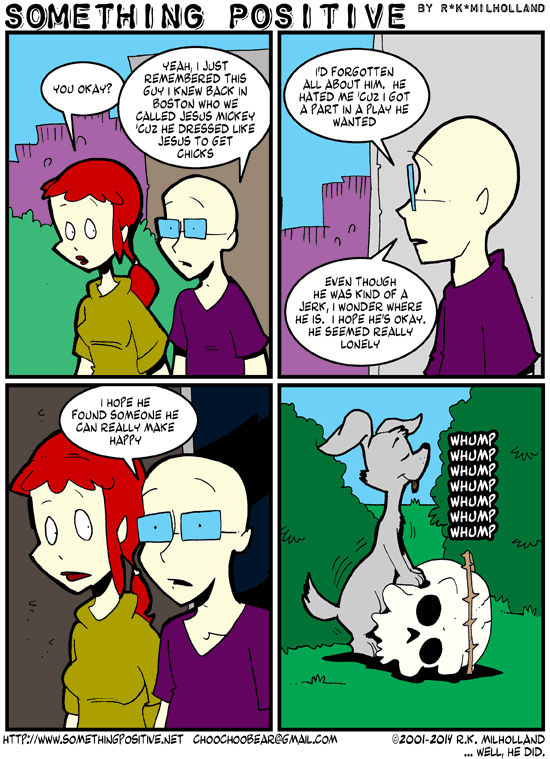 SOMETHING POSITIVE BY R*K*MILHOLLAND
YOU OKAY?
YEAH, I JUST
REMEMBERED THIS
GUY I KNEW BACK IN
BOSTON WHO WE
CALLED JESUS MICKEY
'CUZ HE DRESSED LIKE
JESUS TO GET
CHICKS
I'D FORGOTTEN
ALL ABOUT HIM. HE
HATED ME 'CUZ I GOT
A PART IN A PLAY HE
WANTED
EVEN THOUGH
HE WAS KIND OF A
JERK, I WONDER WHERE
HE IS. I HOPE HE'S OKAY.
HE SEEMED REALLY
LONELY
I HOPE HE
FOUND SOMEONE HE
CAN REALLY MAKE
HAPPY
WHUMP
WHUMP
WHUMP
WHUMP
WHUMP
WHUMP
WHUMP
HTTP://WWW.SOMETHINGPOSITIVE.NET CHOOCHOOBEAR@GMAIL.COM ©2001-2014 R.K. MILHOLLAND
... WELL, HE DID.